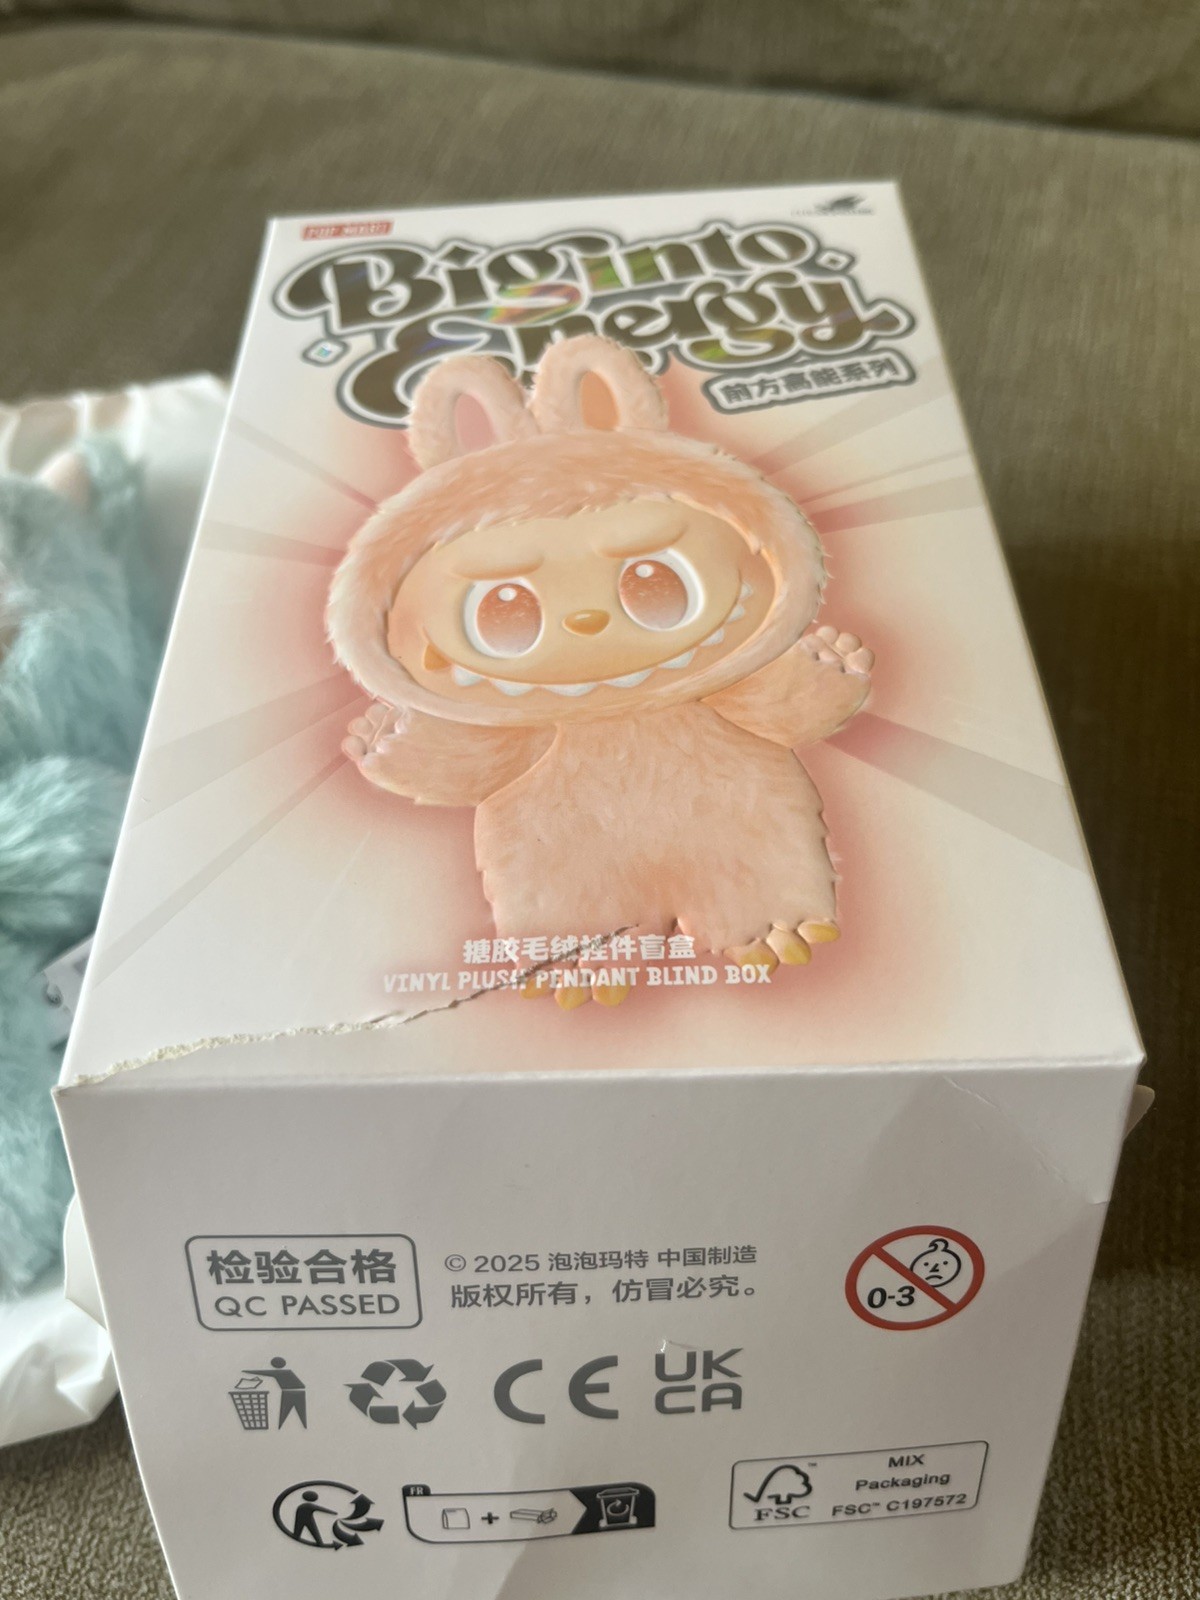 Big into
Energy
前方高能系列
搪胶毛绒挂件盲盒
VINYL PLUSH PENDANT BLIND BOX
检验合格
QC PASSED
© 2025 泡泡玛特 中国制造
版权所有，仿冒必究。
0-3
CE
UK
CA
FR
+
FSC™
MIX
Packaging
FSC™ C197572